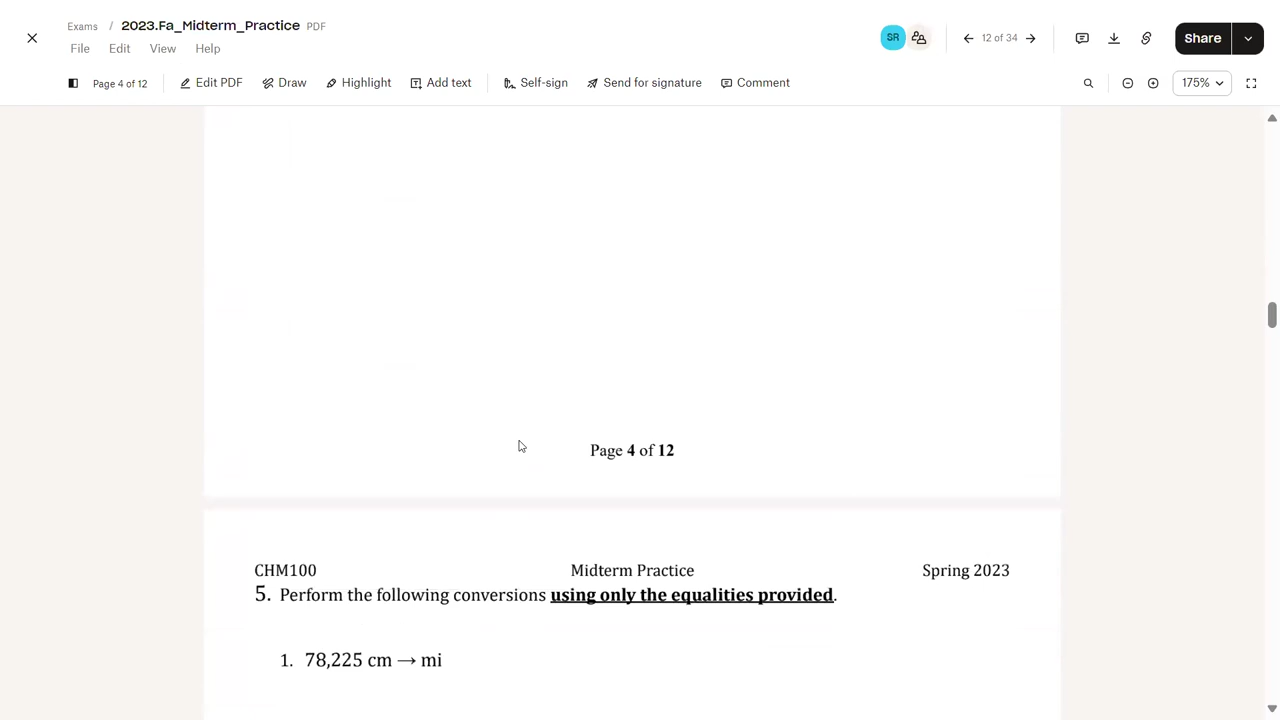 Exams / 2023.Fa_Midterm_Practice PDF
File Edit View Help
SR 12 of 34 Share
Page 4 of 12 Edit PDF Draw Highlight Add text Self-sign Send for signature Comment 175%
Page 4 of 12
CHM100 Midterm Practice Spring 2023
5. Perform the following conversions using only the equalities provided.
1. 78,225 cm → mi